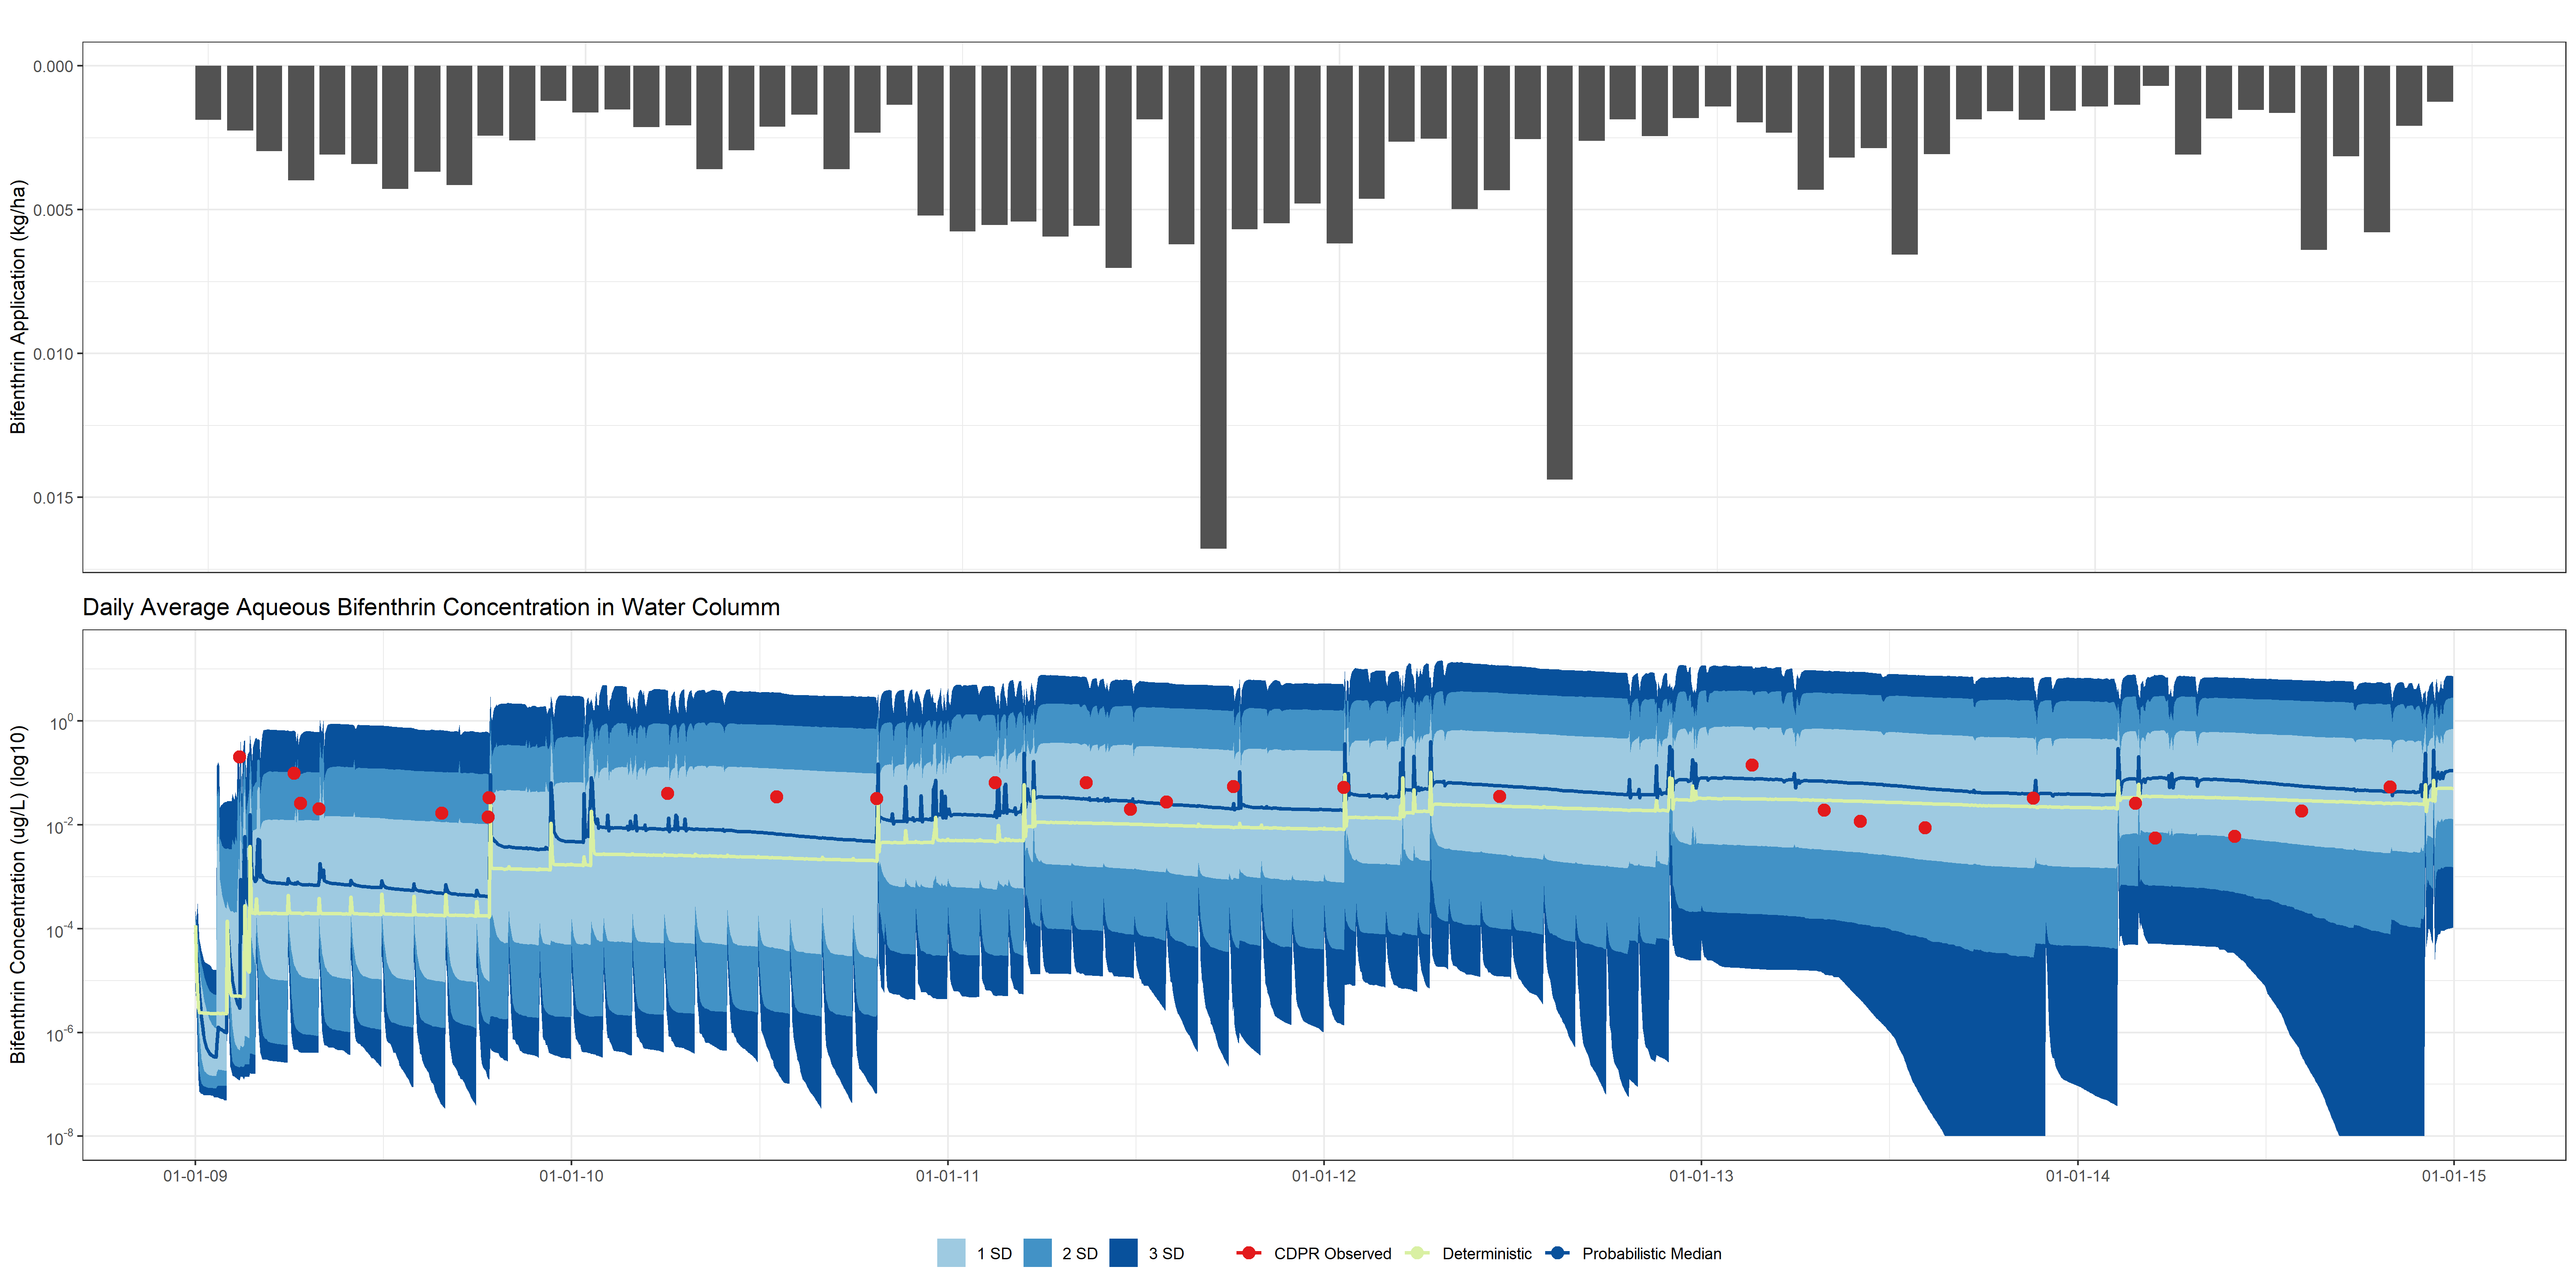 Bifenthrin Application (kg/ha)
0.000
0.005
0.010
0.015
Daily Average Aqueous Bifenthrin Concentration in Water Columm
Bifenthrin Concentration (ug/L) (log10)
10^0
10^-2
10^-4
10^-6
10^-8
01-01-09 01-01-10 01-01-11 01-01-12 01-01-13 01-01-14 01-01-15
1 SD 2 SD 3 SD CDPR Observed Deterministic Probabilistic Median